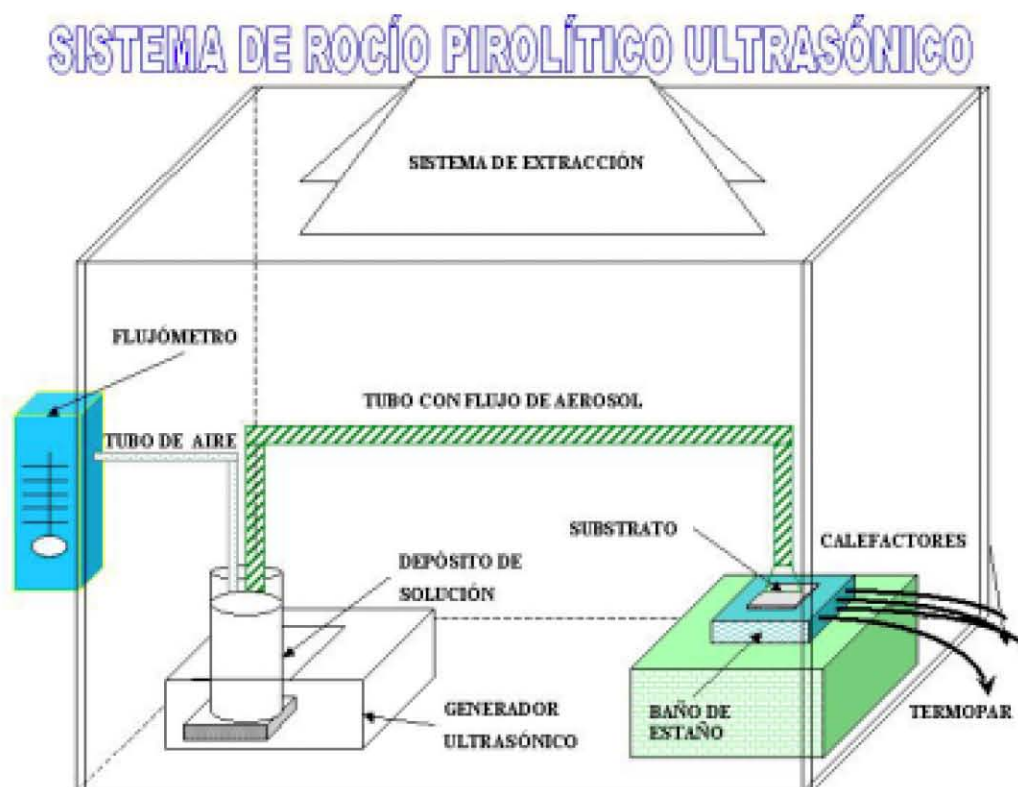 SISTEMA DE ROCÍO PIROLÍTICO ULTRASÓNICO
SISTEMA DE EXTRACCIÓN
FLUJÓMETRO
TUBO CON FLUJO DE AEROSOL
TUBO DE AIRE
SUBSTRATO
CALEFACTORES
DEPÓSITO DE
SOLUCIÓN
GENERADOR
ULTRASÓNICO
BAÑO DE
ESTAÑO
TERMOPAR